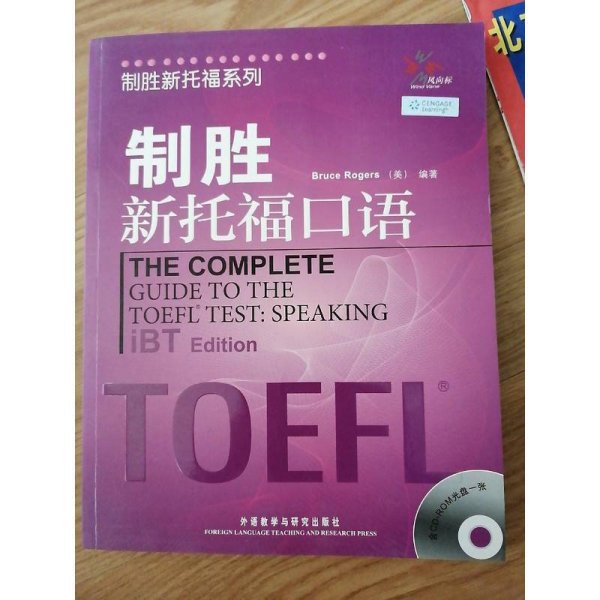 制胜新托福系列
风向标
Wind Vane
CENGAGE
Learning
制胜
Bruce Rogers （美） 编著
新托福口语
THE COMPLETE
GUIDE TO THE
TOEFL® TEST: SPEAKING
iBT Edition
TOEFL®
含CD-ROM光盘一张
外语教学与研究出版社
FOREIGN LANGUAGE TEACHING AND RESEARCH PRESS
北